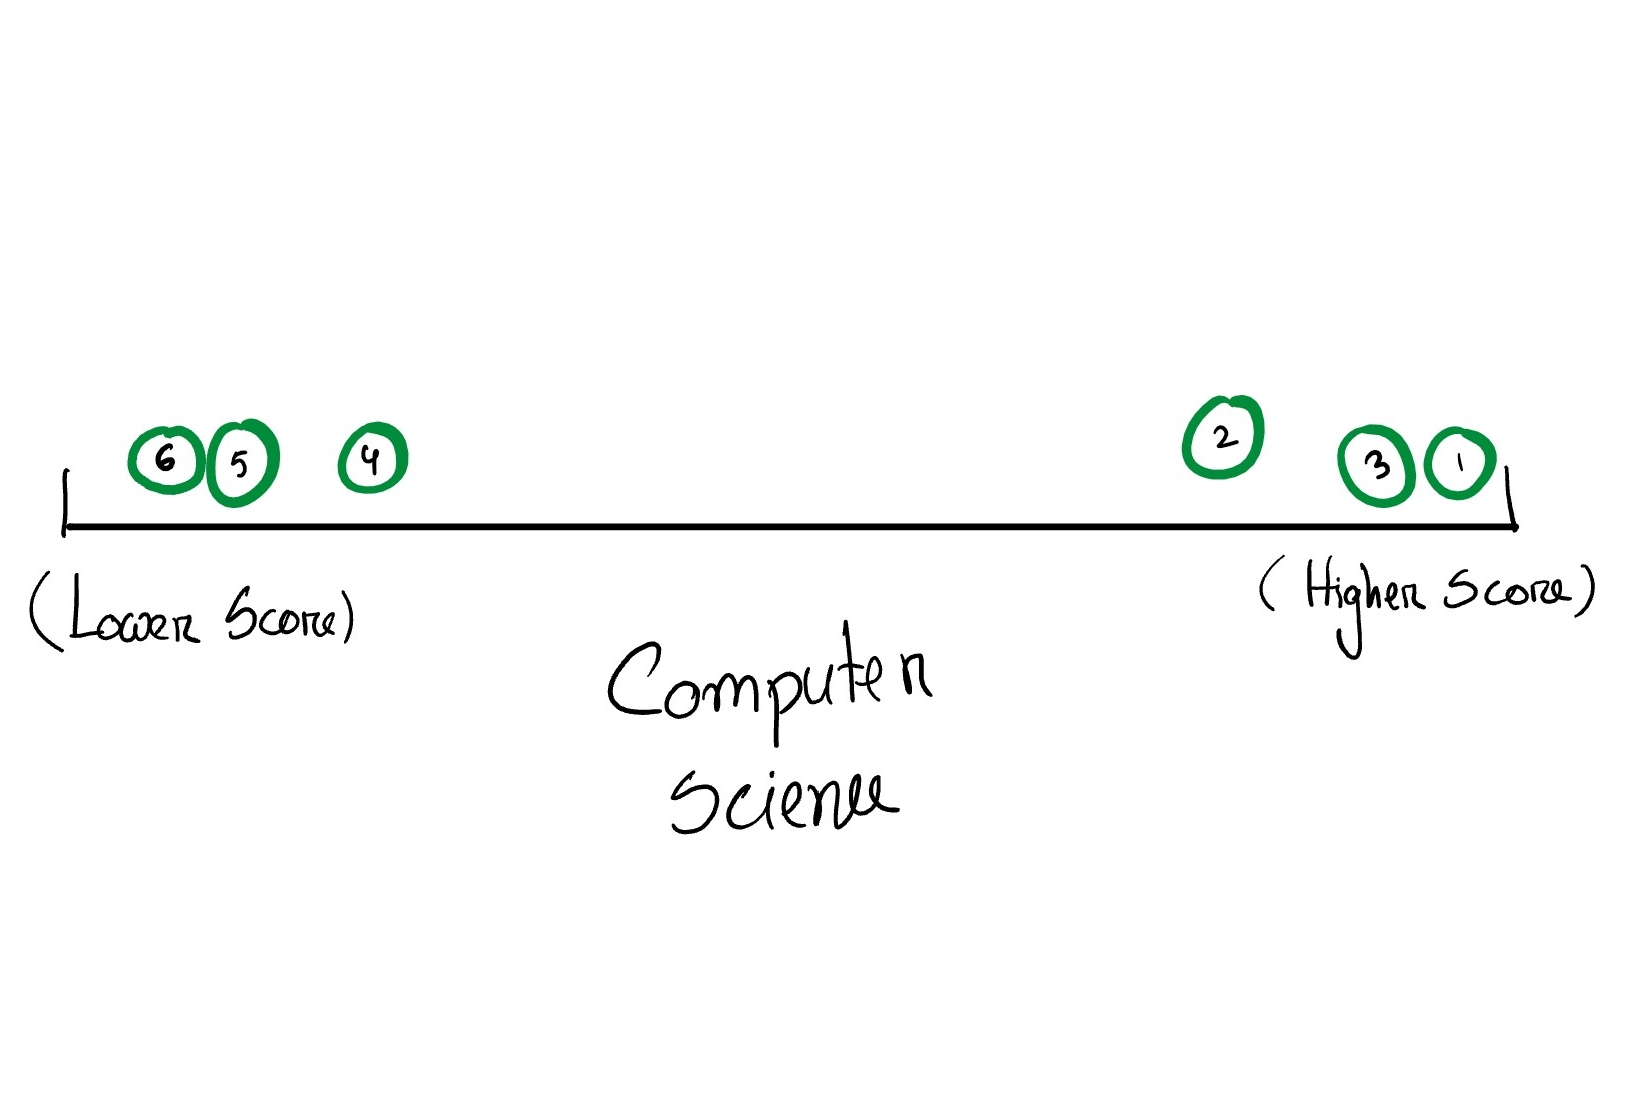 6 5 4 2 3 1
(Lower Score) (Higher Score)
Computer
Science